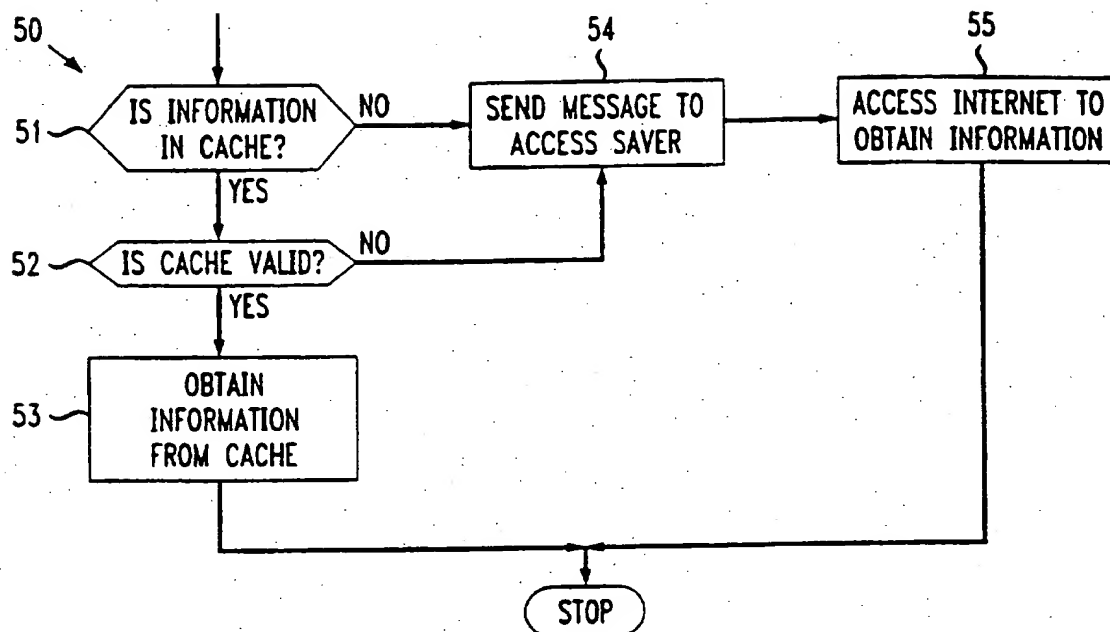 50
54
55
51
IS INFORMATION
IN CACHE?
NO
SEND MESSAGE TO
ACCESS SAVER
ACCESS INTERNET TO
OBTAIN INFORMATION
YES
52
IS CACHE VALID?
NO
YES
53
OBTAIN
INFORMATION
FROM CACHE
STOP